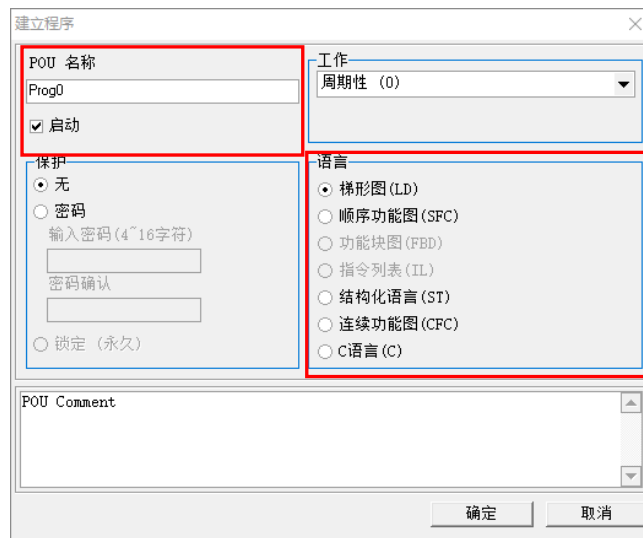 建立程序
POU 名称
Prog0
启动
工作
周期性 (0)
保护
无
密码
输入密码(4~16字符)
密码确认
锁定 (永久)
语言
梯形图(LD)
顺序功能图(SFC)
功能块图(FBD)
指令列表(IL)
结构化语言(ST)
连续功能图(CFC)
C语言(C)
POU Comment
确定
取消